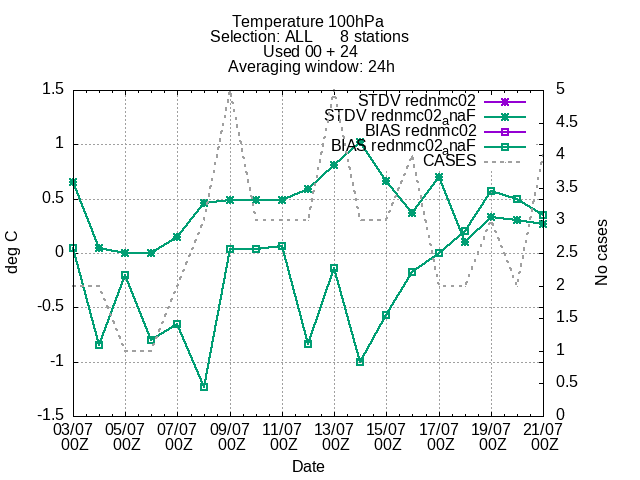 Temperature 100hPa
Selection: ALL 8 stations
Used 00 + 24
Averaging window: 24h
STDV rednmc02
STDV rednmc02anaF
BIAS rednmc02
BIAS rednmc02anaF
CASES
1.5
1
0.5
0
-0.5
-1
-1.5
deg C
5
4.5
4
3.5
3
2.5
2
1.5
1
0.5
0
No cases
03/07 05/07 07/07 09/07 11/07 13/07 15/07 17/07 19/07 21/07
00Z 00Z 00Z 00Z 00Z 00Z 00Z 00Z 00Z 00Z
Date